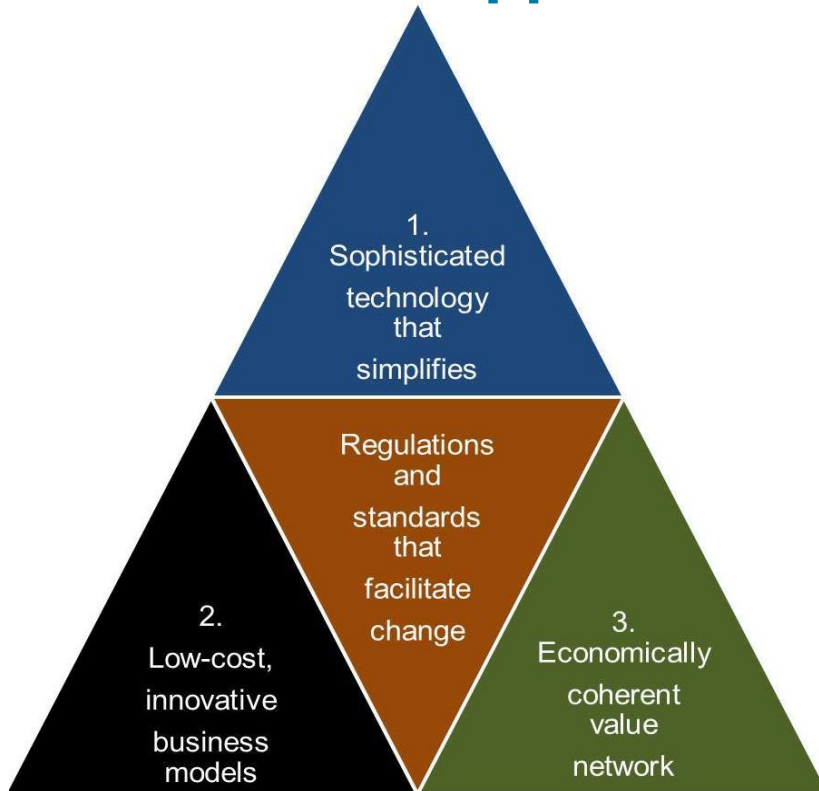 1.
Sophisticated
technology
that
simplifies
Regulations
and
standards
that
facilitate
change
2.
Low-cost,
innovative
business
models
3.
Economically
coherent
value
network